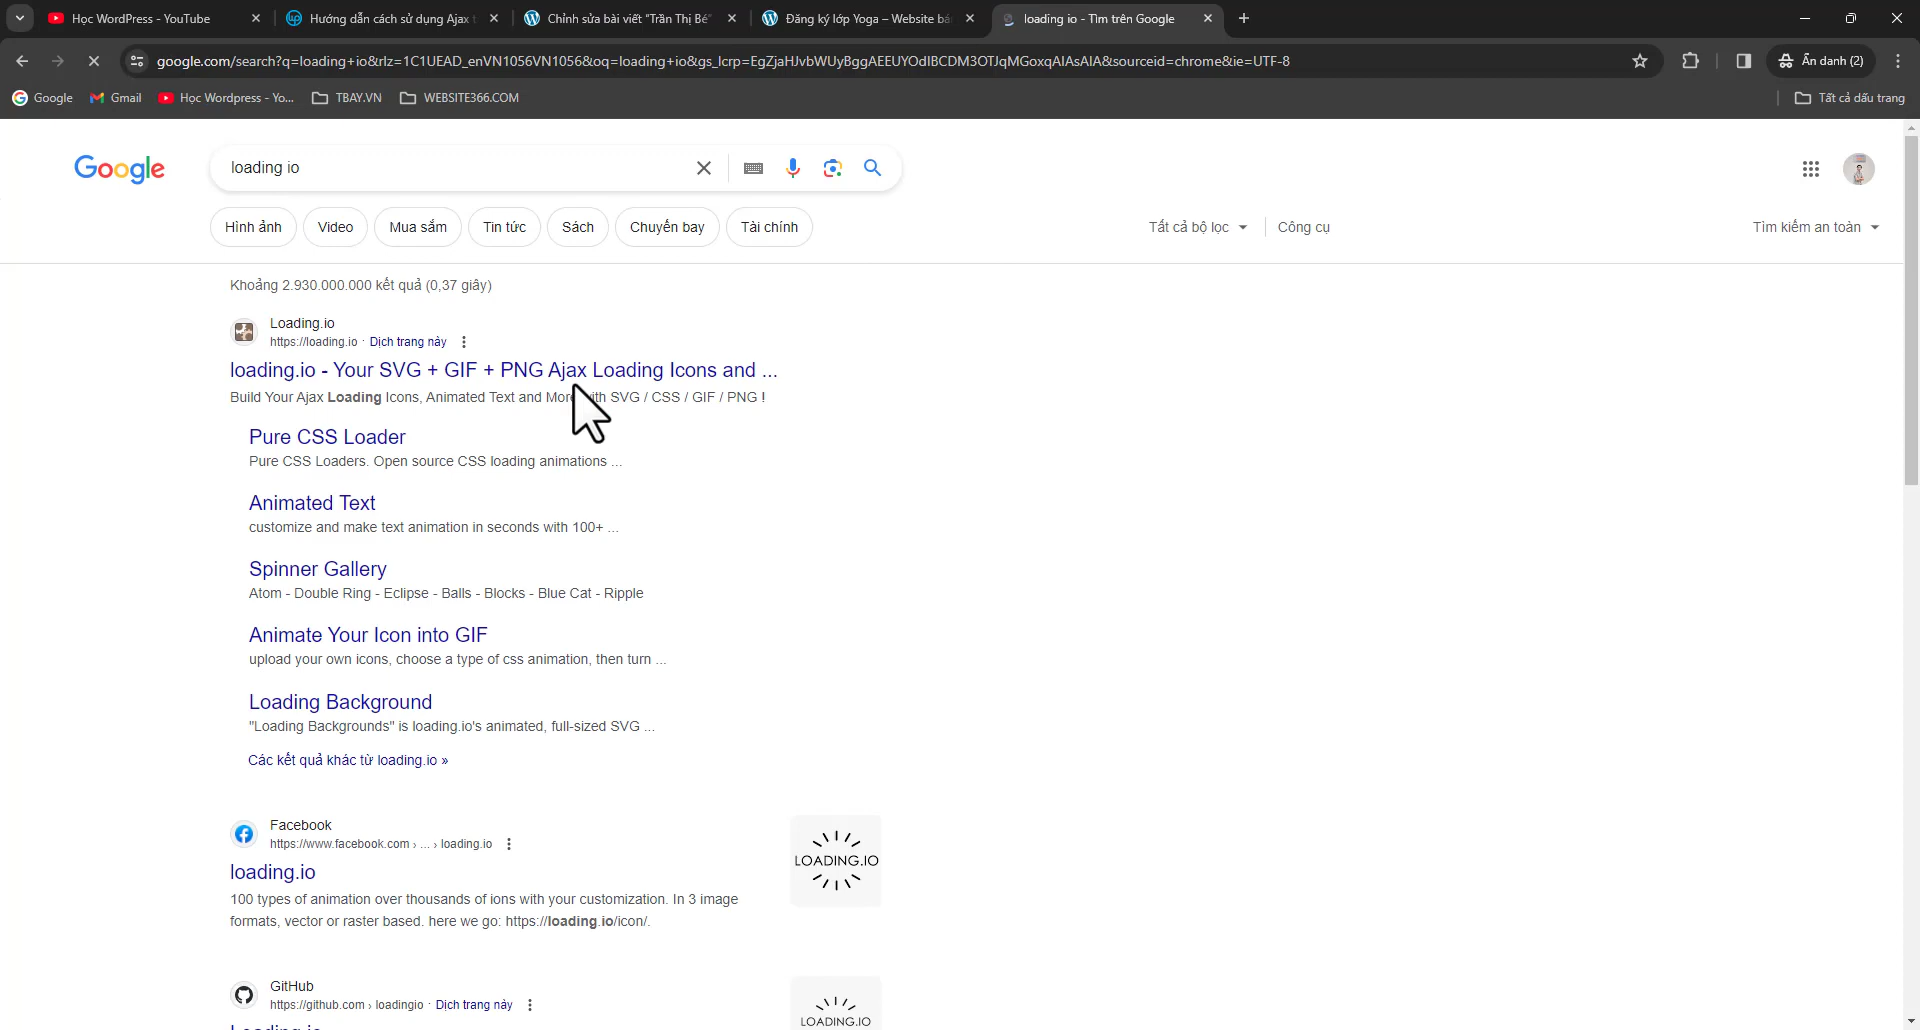 Học WordPress - YouTube
Hướng dẫn cách sử dụng Ajax t
Chỉnh sửa bài viết "Trần Thị Bé"
Đăng ký lớp Yoga – Website bá
loading io - Tìm trên Google
google.com/search?q=loading+io&rlz=1C1UEAD_enVN1056VN1056&oq=loading+io&gs_lcrp=EgZjaHJvbWUyBggAEEUYOdIBCDM3OTJqMGoxqAIAsAIA&sourceid=chrome&ie=UTF-8
Ẩn danh (2)
Google
Gmail
Học Wordpress - Yo...
TBAY.VN
WEBSITE366.COM
Tất cả dấu trang
Google
loading io
Hình ảnh
Video
Mua sắm
Tin tức
Sách
Chuyến bay
Tài chính
Tất cả bộ lọc
Công cụ
Tìm kiếm an toàn
Khoảng 2.930.000.000 kết quả (0,37 giây)
Loading.io
https://loading.io · Dịch trang này
loading.io - Your SVG + GIF + PNG Ajax Loading Icons and ...
Build Your Ajax Loading Icons, Animated Text and More with SVG / CSS / GIF / PNG !
Pure CSS Loader
Pure CSS Loaders. Open source CSS loading animations ...
Animated Text
customize and make text animation in seconds with 100+ ...
Spinner Gallery
Atom - Double Ring - Eclipse - Balls - Blocks - Blue Cat - Ripple
Animate Your Icon into GIF
upload your own icons, choose a type of css animation, then turn ...
Loading Background
"Loading Backgrounds" is loading.io's animated, full-sized SVG ...
Các kết quả khác từ loading.io »
Facebook
https://www.facebook.com › ... › loading.io
loading.io
100 types of animation over thousands of ions with your customization. In 3 image
formats, vector or raster based. here we go: https://loading.io/icon/.
LOADING.IO
GitHub
https://github.com › loadingio · Dịch trang này
Loading.io
LOADING.IO